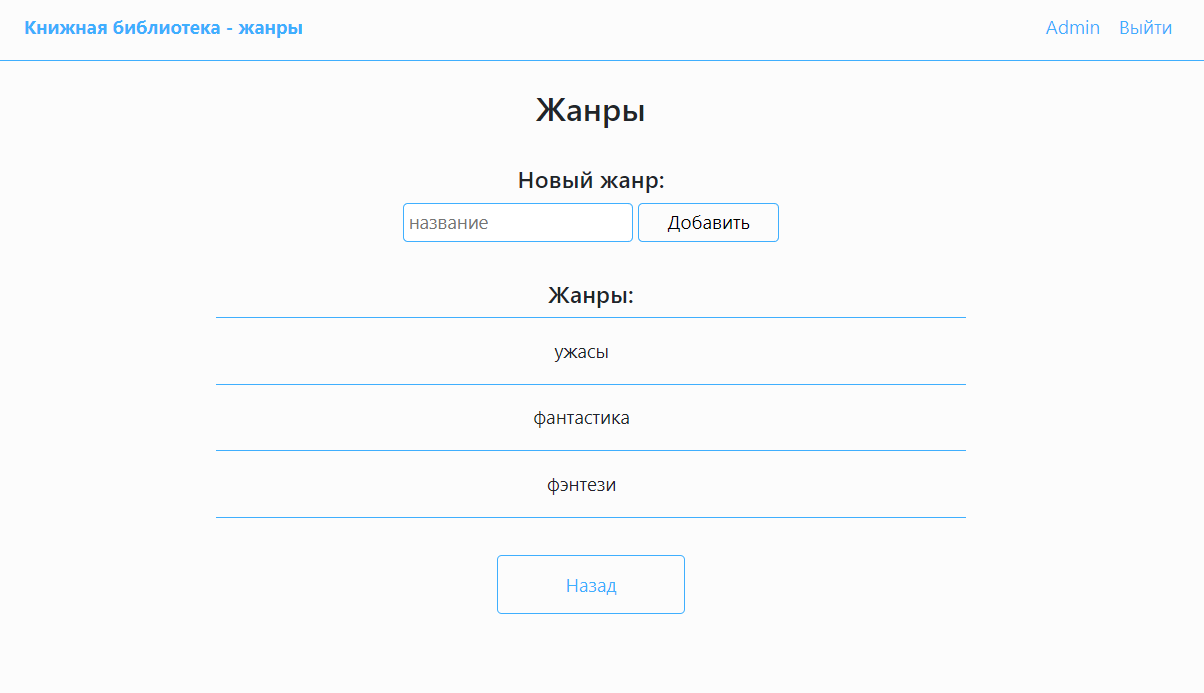 Книжная библиотека - жанры Admin Выйти
Жанры
Новый жанр:
название Добавить
Жанры:
ужасы
фантастика
фэнтези
Назад